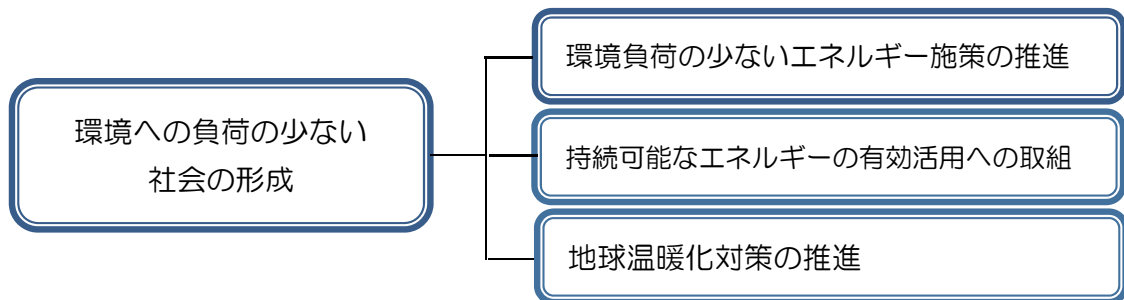 環境への負荷の少ない
社会の形成
環境負荷の少ないエネルギー施策の推進
持続可能なエネルギーの有効活用への取組
地球温暖化対策の推進